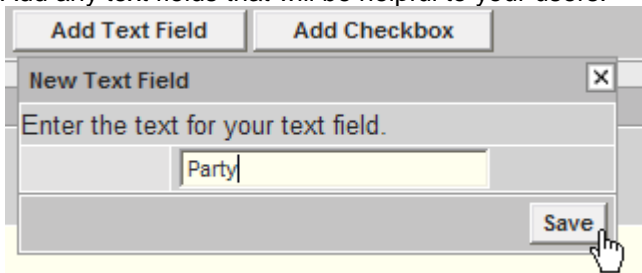 Add any text fields that will be helpful to your users.
Add Text Field Add Checkbox
New Text Field
Enter the text for your text field.
Party
Save